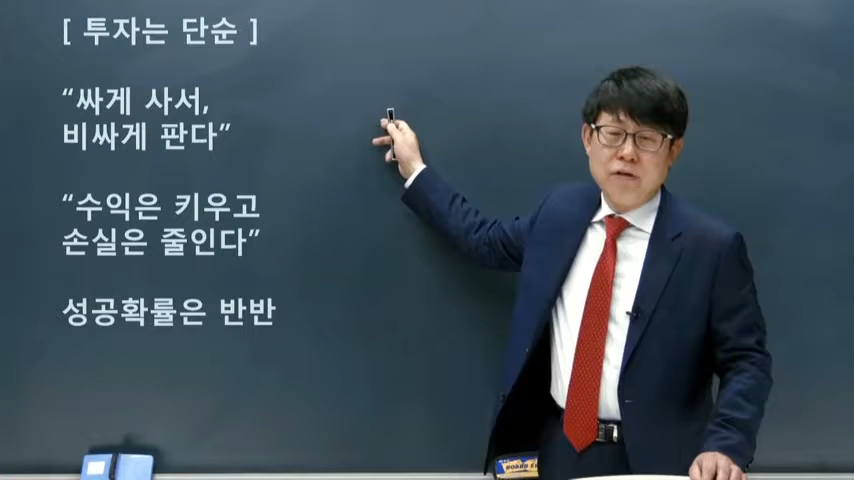 [ 투자는 단순 ]
“싸게 사서,
비싸게 판다”
“수익은 키우고
손실은 줄인다”
성공확률은 반반